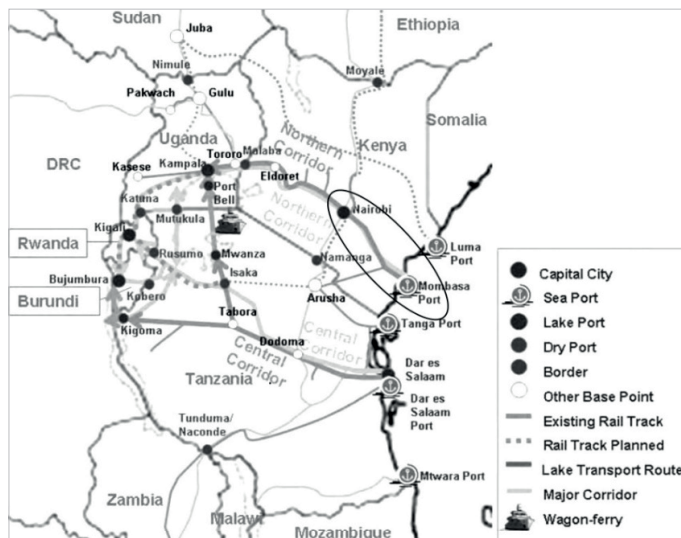 Sudan
Juba
Ethiopia
Nimule
Moyale
Pakwach
Gulu
Somalia
Uganda
Northern
Corridor
Kenya
DRC
Kasese
Kampala
Tororo
Malaba
Eldoret
Port
Bell
Northern
Corridor
Nairobi
Katuna
Mutukula
Kigali
Rwanda
Rusumo
Mwanza
Namanga
Luma
Port
Bujumbura
Isaka
Mombasa
Port
Burundi
Kobero
Arusha
Kigoma
Tabora
Tanga Port
Central
Corridor
Dodoma
Central
Corridor
Dar es
Salaam
Tanzania
Dar es
Salaam
Port
Tunduma/
Naconde
Mtwara Port
Zambia
Malawi
Mozambique
Capital City
Sea Port
Lake Port
Dry Port
Border
Other Base Point
Existing Rail Track
Rail Track Planned
Lake Transport Route
Major Corridor
Wagon-ferry